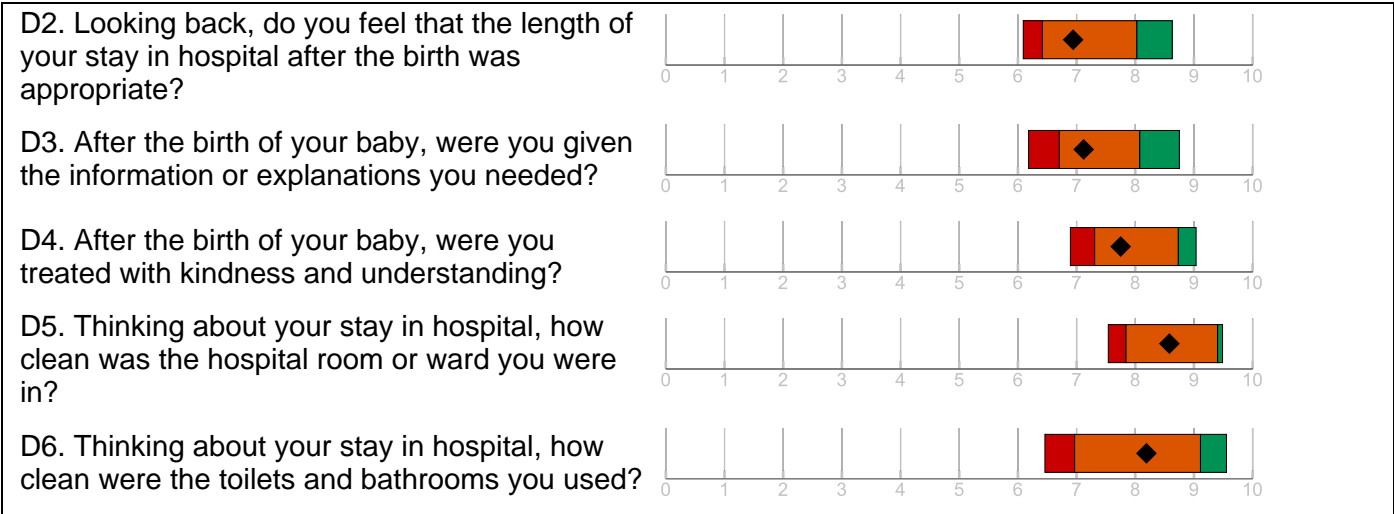 D2. Looking back, do you feel that the length of
your stay in hospital after the birth was
appropriate?
0 1 2 3 4 5 6 7 8 9 10
D3. After the birth of your baby, were you given
the information or explanations you needed?
0 1 2 3 4 5 6 7 8 9 10
D4. After the birth of your baby, were you
treated with kindness and understanding?
0 1 2 3 4 5 6 7 8 9 10
D5. Thinking about your stay in hospital, how
clean was the hospital room or ward you were
in?
0 1 2 3 4 5 6 7 8 9 10
D6. Thinking about your stay in hospital, how
clean were the toilets and bathrooms you used?
0 1 2 3 4 5 6 7 8 9 10